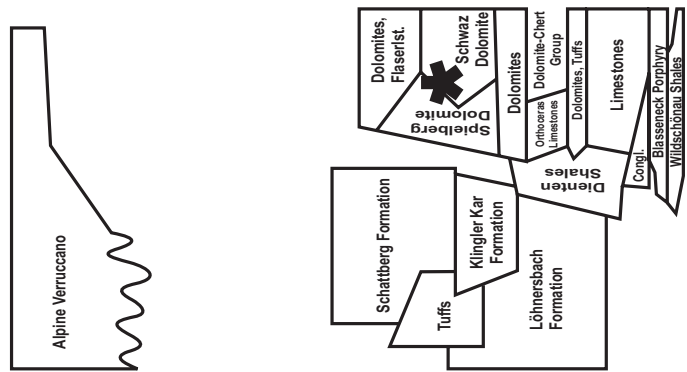 Alpine Verruccano
Dolomites,
Flaserlst.
Schwaz
Dolomite
Spielberg
Dolomite
Dolomites
Dolomite-Chert
Group
Orthoceras
Limestones
Dolomites, Tuffs
Limestones
Congl.
Blasseneck Porphyry
Wildschönau Shales
Dienten
Shales
Schattberg Formation
Klingler Kar
Formation
Tuffs
Löhnersbach
Formation